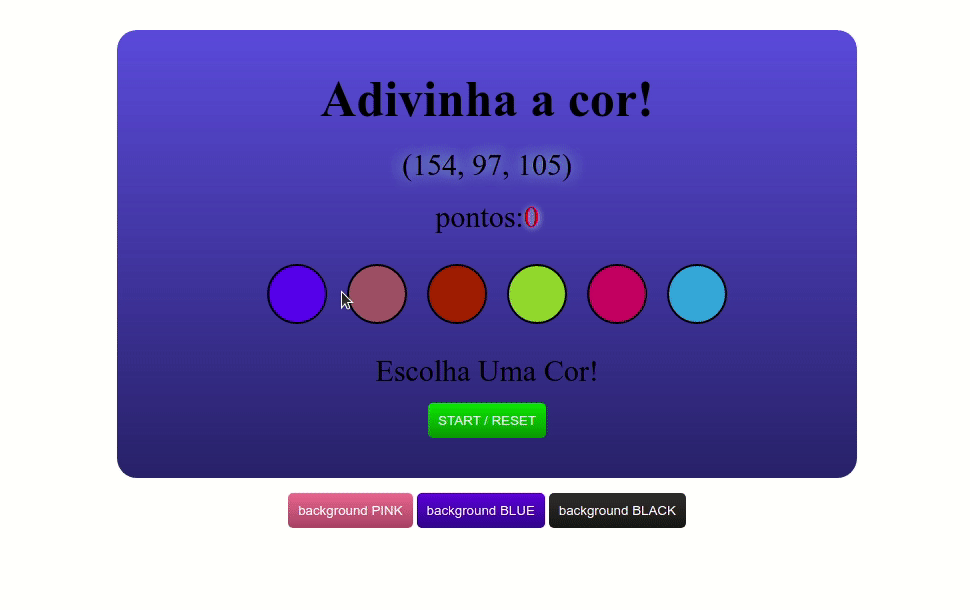 Adivinha a cor!
(154, 97, 105)
pontos:0
Escolha Uma Cor!
START / RESET
background PINK background BLUE background BLACK